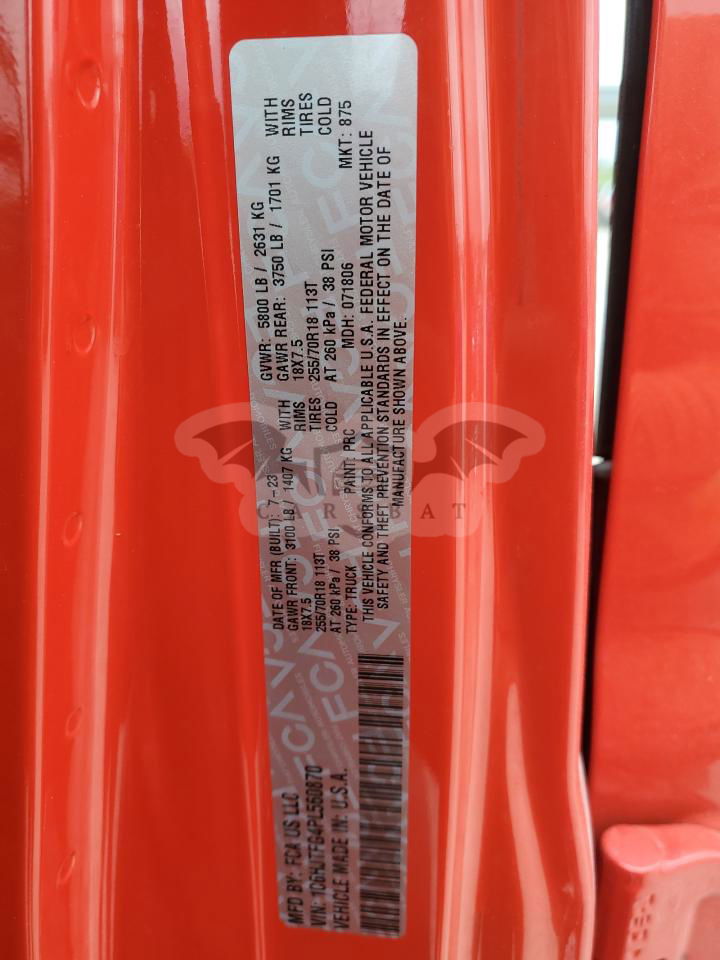 MFD BY: FCA US LLC
VIN: 1C6HJTFG4PL560870
VEHICLE MADE IN: U.S.A.
DATE OF MFR (BUILT): 7-23 GVWR: 5800 LB / 2631 KG
GAWR FRONT: 3100 LB / 1407 KG WITH GAWR REAR: 3750 LB / 1701 KG WITH
18X7.5 RIMS 18X7.5 RIMS
255/70R18 113T TIRES 255/70R18 113T TIRES
AT 260 kPa / 38 PSI COLD AT 260 kPa / 38 PSI COLD
TYPE: TRUCK PAINT: PRC MDH: 071806 MKT: 875
THIS VEHICLE CONFORMS TO ALL APPLICABLE U.S.A. FEDERAL MOTOR VEHICLE
SAFETY AND THEFT PREVENTION STANDARDS IN EFFECT ON THE DATE OF
MANUFACTURE SHOWN ABOVE.
CARSBAT